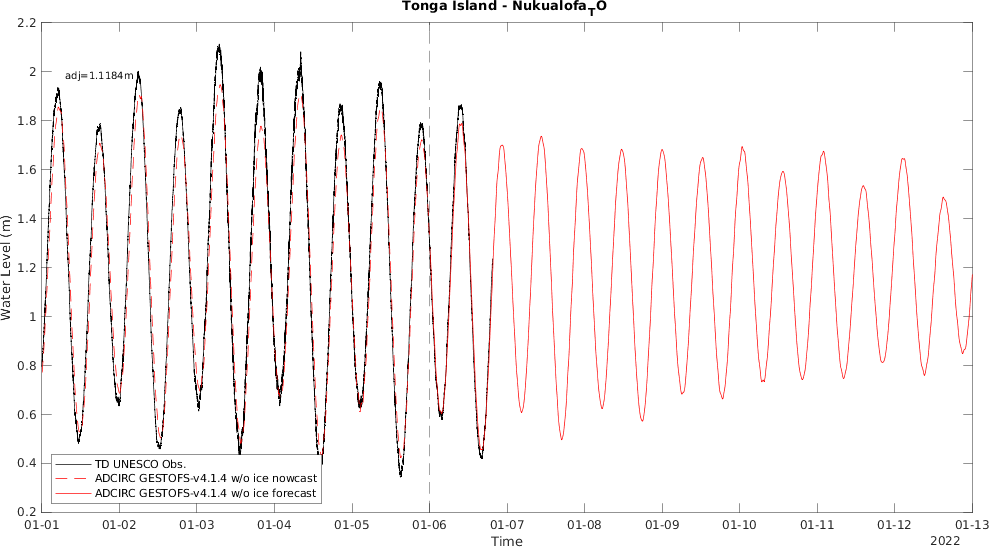 Tonga Island - Nukualofa_TO
adj=1.1184m
2.2
2
1.8
1.6
1.4
1.2
1
0.8
0.6
0.4
0.2
Water Level (m)
TD UNESCO Obs.
ADCIRC GESTOFS-v4.1.4 w/o ice nowcast
ADCIRC GESTOFS-v4.1.4 w/o ice forecast
01-01 01-02 01-03 01-04 01-05 01-06 01-07 01-08 01-09 01-10 01-11 01-12 01-13
Time
2022